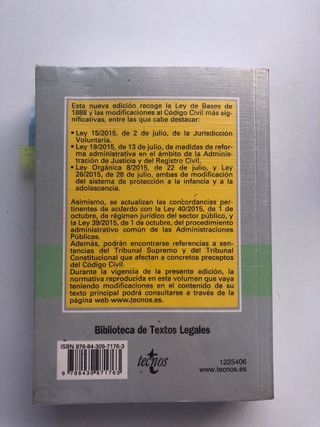 Esta nueva edición recoge la Ley de Bases de
1888 y las modificaciones al Código Civil más sig-
nificativas, entre las que cabe destacar:
• Ley 15/2015, de 2 de julio, de la Jurisdicción
Voluntaria.
• Ley 19/2015, de 13 de julio, de medidas de refor-
ma administrativa en el ámbito de la Adminis-
tración de Justicia y del Registro Civil.
• Ley Orgánica 8/2015, de 22 de julio, y Ley
26/2015, de 28 de julio, ambas de modificación
del sistema de protección a la infancia y a la
adolescencia.
Asimismo, se actualizan las concordancias per-
tinentes de acuerdo con la Ley 40/2015, de 1 de
octubre, de régimen jurídico del sector público, y
la Ley 39/2015, de 1 de octubre, del procedimiento
administrativo común de las Administraciones
Públicas.
Además, podrán encontrarse referencias a sen-
tencias del Tribunal Supremo y del Tribunal
Constitucional que afectan a concretos preceptos
del Código Civil.
Durante la vigencia de la presente edición, la
normativa reproducida en este volumen que vaya
teniendo modificaciones en el contenido de su
texto principal podrá consultarse a través de la
página web www.tecnos.es.
Biblioteca de Textos Legales
ISBN 978-84-309-7176-3
9 788430 971763
tecnos
1225406
www.tecnos.es